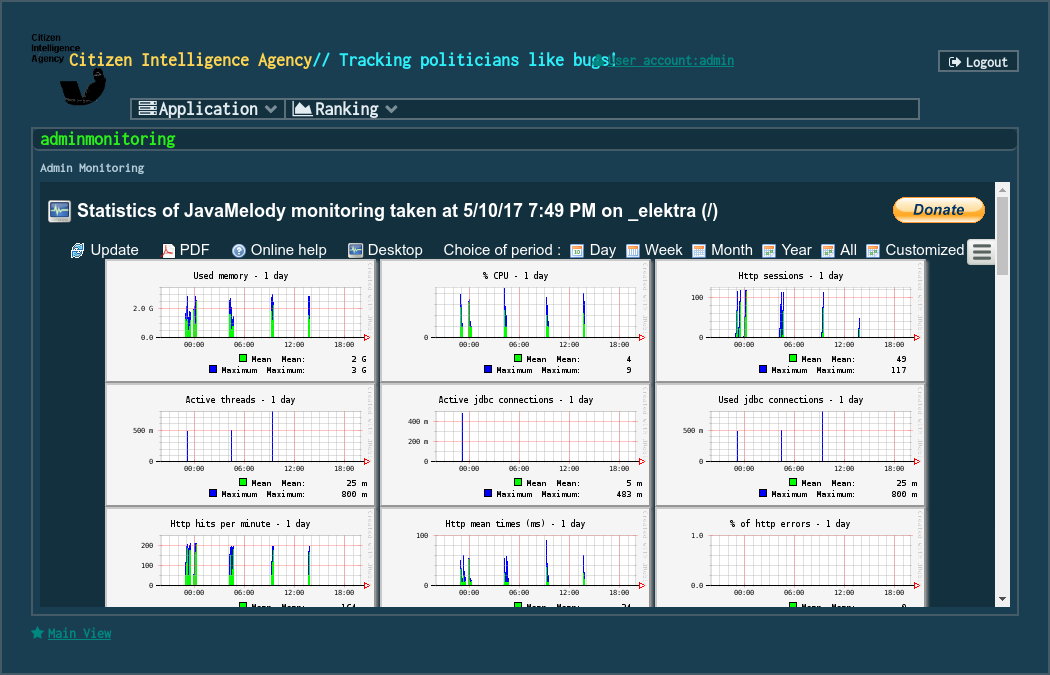 Citizen
Intelligence
Agency
Citizen Intelligence Agency// Tracking politicians like bugs!
User account:admin
Logout
Application
Ranking
adminmonitoring
Admin Monitoring
Statistics of JavaMelody monitoring taken at 5/10/17 7:49 PM on _elektra (/)
Donate
Update PDF Online help Desktop Choice of period : Day Week Month Year All Customized
Used memory - 1 day
2.0 G
0.0
00:00 06:00 12:00 18:00
Mean Mean: 2 G
Maximum Maximum: 3 G
% CPU - 1 day
0
00:00 06:00 12:00 18:00
Mean Mean: 4
Maximum Maximum: 9
Http sessions - 1 day
100
0
00:00 06:00 12:00 18:00
Mean Mean: 49
Maximum Maximum: 117
Active threads - 1 day
500 m
0
00:00 06:00 12:00 18:00
Mean Mean: 25 m
Maximum Maximum: 800 m
Active jdbc connections - 1 day
400 m
200 m
0
00:00 06:00 12:00 18:00
Mean Mean: 5 m
Maximum Maximum: 483 m
Used jdbc connections - 1 day
500 m
0
00:00 06:00 12:00 18:00
Mean Mean: 25 m
Maximum Maximum: 800 m
Http hits per minute - 1 day
200
100
0
00:00 06:00 12:00 18:00
Mean Mean: 164
Http mean times (ms) - 1 day
100
0
00:00 06:00 12:00 18:00
Mean Mean:
% of http errors - 1 day
1.0
0.0
00:00 06:00 12:00 18:00
Mean Mean: 0
Main View